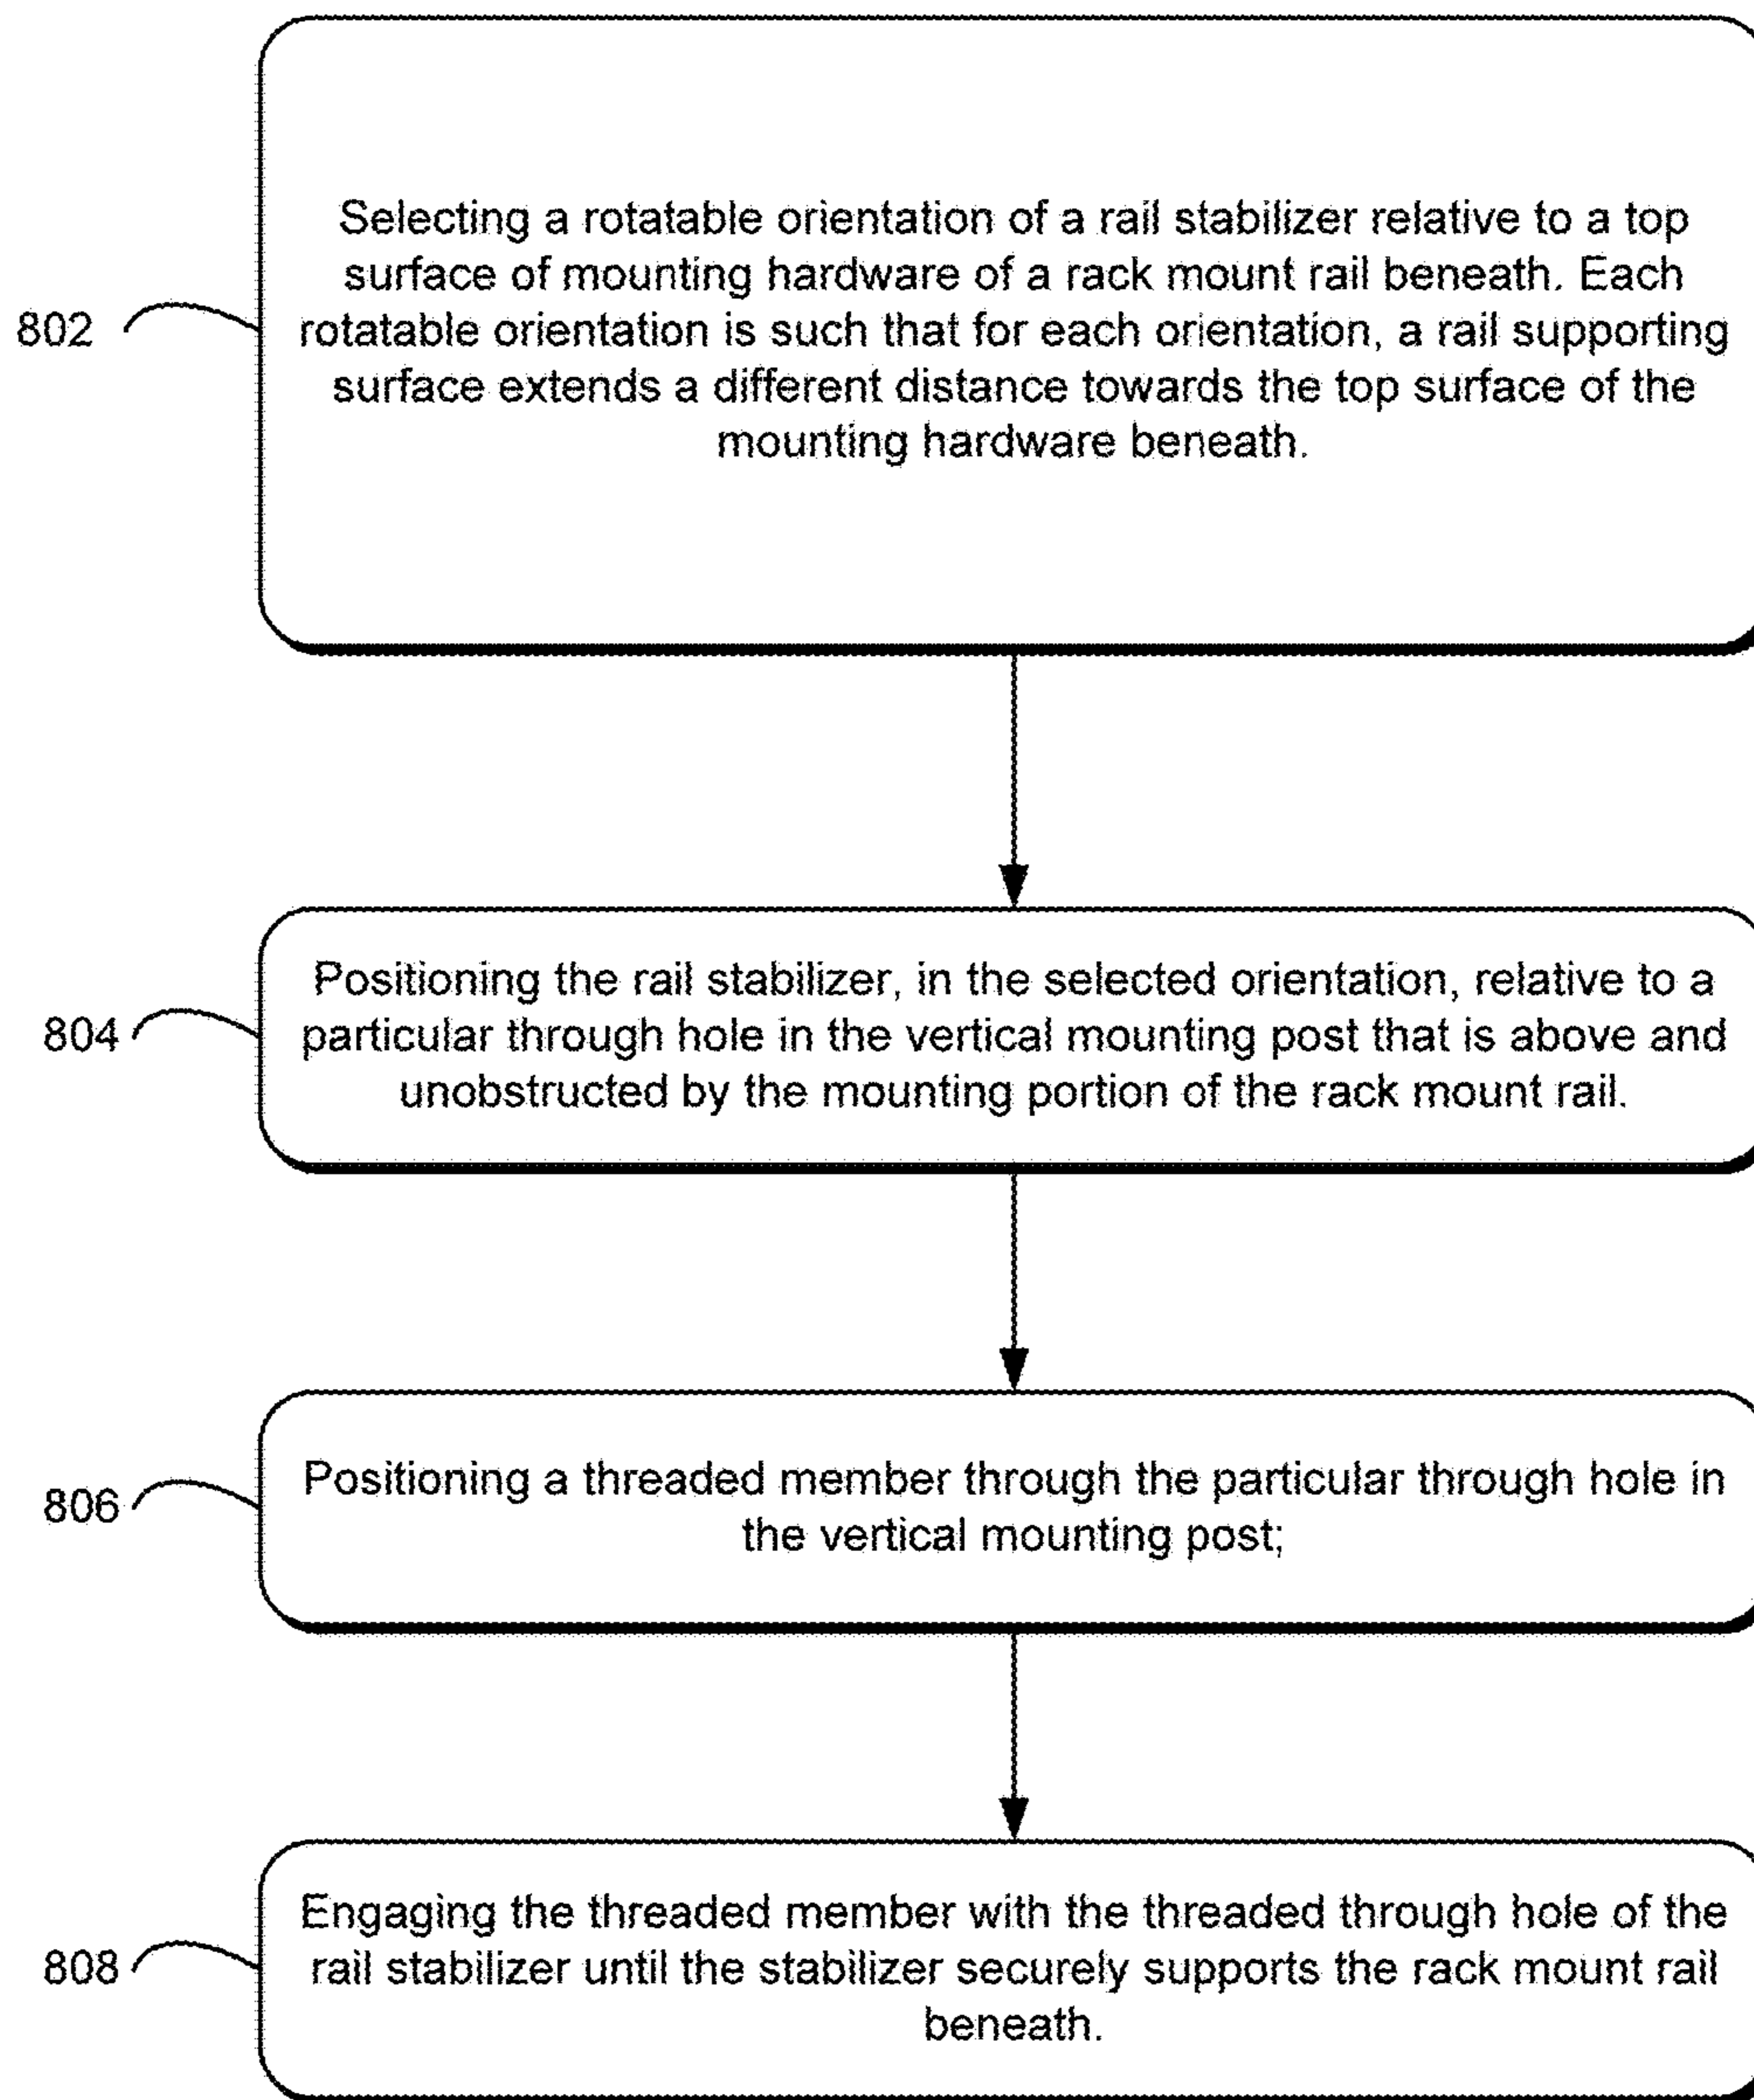 Selecting a rotatable orientation of a rail stabilizer relative to a top
surface of mounting hardware of a rack mount rail beneath. Each
802
rotatable orientation is such that for each orientation, a rail supporting
surface extends a different distance towards the top surface of the
mounting hardware beneath.
Positioning the rail stabilizer, in the selected orientation, relative to a
804
particular through hole in the vertical mounting post that is above and
unobstructed by the mounting portion of the rack mount rail.
806
Positioning a threaded member through the particular through hole in
the vertical mounting post;
Engaging the threaded member with the threaded through hole of the
808
rail stabilizer until the stabilizer securely supports the rack mount rail
beneath.